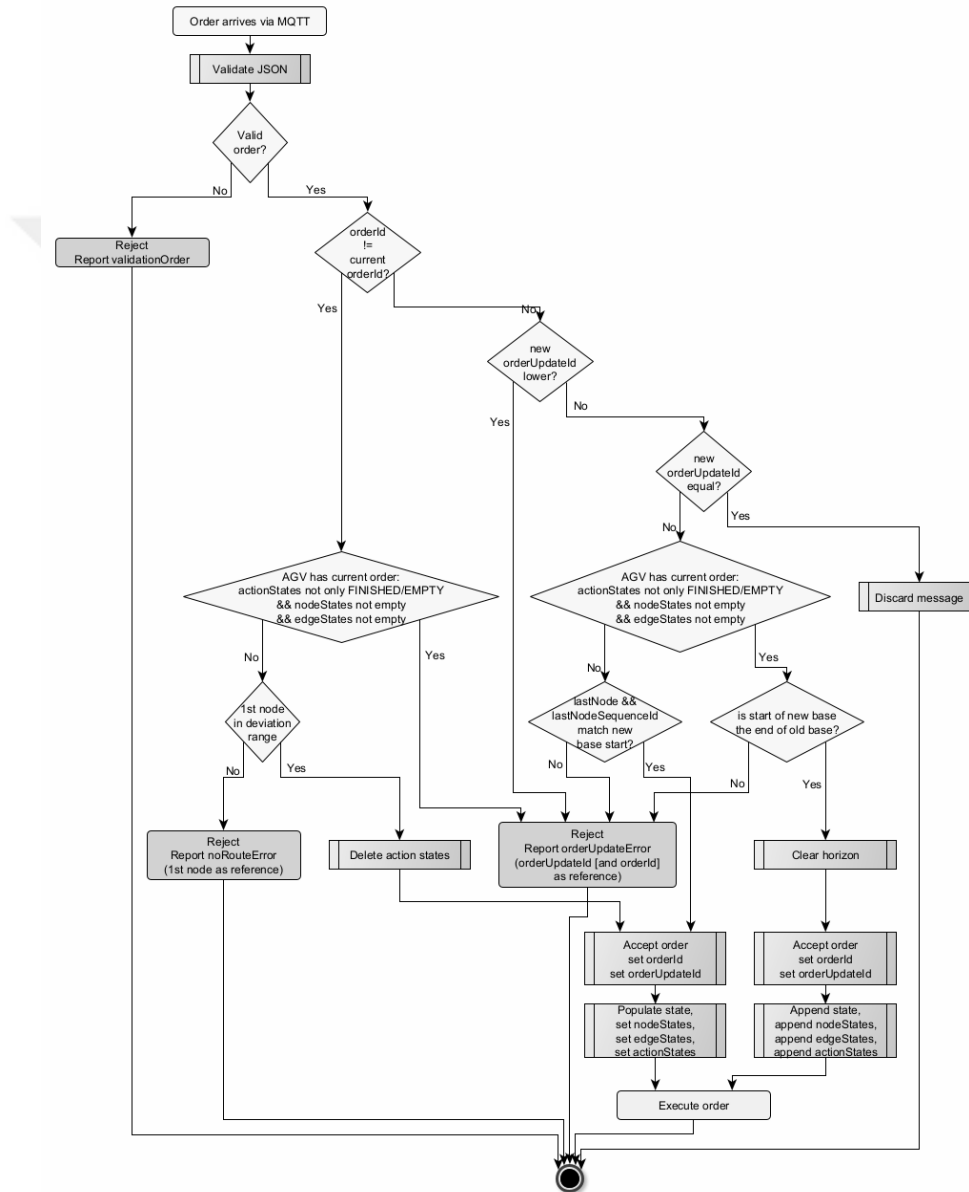 Order arrives via MQTT
Validate JSON
Valid
order?
No
Yes
Reject
Report validationOrder
orderId
!=
current
orderId?
Yes
No
new
orderUpdateId
lower?
Yes
No
new
orderUpdateId
equal?
No
Yes
AGV has current order:
actionStates not only FINISHED/EMPTY
&& nodeStates not empty
&& edgeStates not empty
AGV has current order:
actionStates not only FINISHED/EMPTY
&& nodeStates not empty
&& edgeStates not empty
Discard message
No
Yes
No
Yes
1st node
in deviation
range
lastNode &&
lastNodeSequenceId
match new
base start?
is start of new base
the end of old base?
No
Yes
No
Yes
No
Yes
Reject
Report noRouteError
(1st node as reference)
Delete action states
Reject
Report orderUpdateError
(orderUpdateId [and orderId]
as reference)
Clear horizon
Accept order
set orderId
set orderUpdateId
Accept order
set orderId
set orderUpdateId
Populate state,
set nodeStates,
set edgeStates,
set actionStates
Append state,
append nodeStates,
append edgeStates,
append actionStates
Execute order